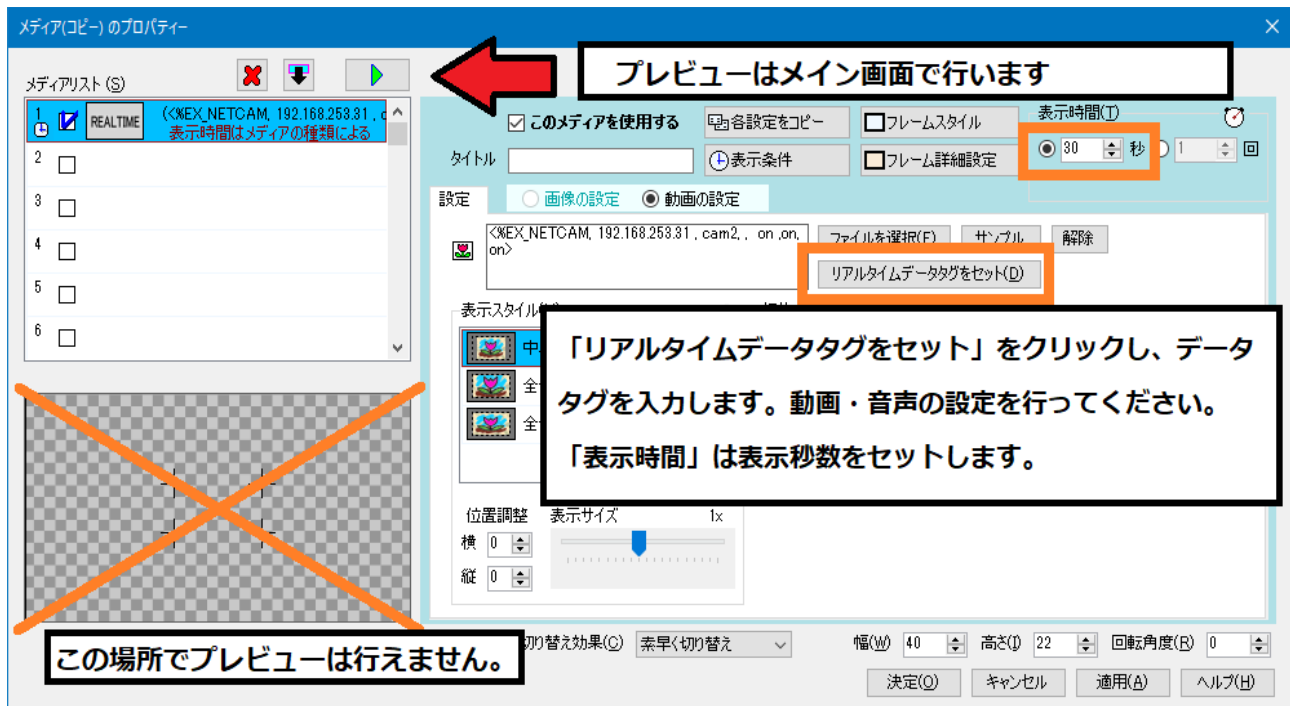 メディア(コピー) のプロパティー
メディアリスト (S)
プレビューはメイン画面で行います
1 REALTIME (<%EX_NETCAM, 192.168.253.31 , c
表示時間はメディアの種類による
2
3
4
5
6
このメディアを使用する 各設定をコピー フレームスタイル 表示時間(T)
タイトル 表示条件 フレーム詳細設定 30 秒 1 回
設定 画像の設定 動画の設定
<%EX_NETCAM, 192.168.253.31 , cam2, , on ,on,
on>
ファイルを選択(F) サンプル 解除
リアルタイムデータタグをセット(D)
表示スタイル
中
全
全
「リアルタイムデータタグをセット」をクリックし、データ
タグを入力します。動画・音声の設定を行ってください。
「表示時間」は表示秒数をセットします。
位置調整 表示サイズ 1x
横 0
縦 0
この場所でプレビューは行えません。
切り替え効果(C) 素早く切り替え 幅(W) 40 高さ(I) 22 回転角度(R) 0
決定(O) キャンセル 適用(A) ヘルプ(H)